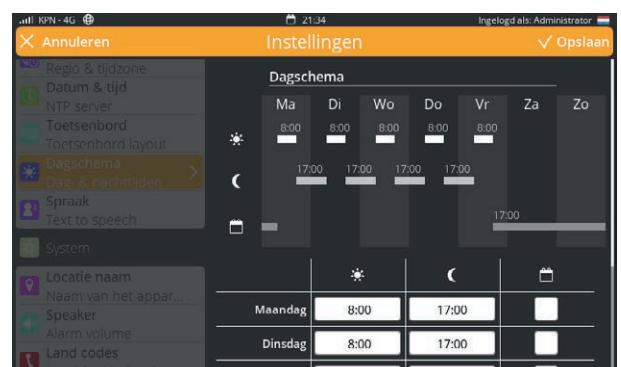 KPN - 4G 21:34 Ingelogd als: Administrator
Annuleren Instellingen Opslaan
Regio & tijdzone
Datum & tijd
NTP server
Toetsenbord
Toetsenbord layout
Dagschema
Dag- & nachttijden
Spraak
Text to speech
System
Locatie naam
Naam van het appar...
Speaker
Alarm volume
Land codes
Dagschema
Ma Di Wo Do Vr Za Zo
8:00 8:00 8:00 8:00 8:00
17:00 17:00 17:00 17:00
17:00
Maandag 8:00 17:00
Dinsdag 8:00 17:00